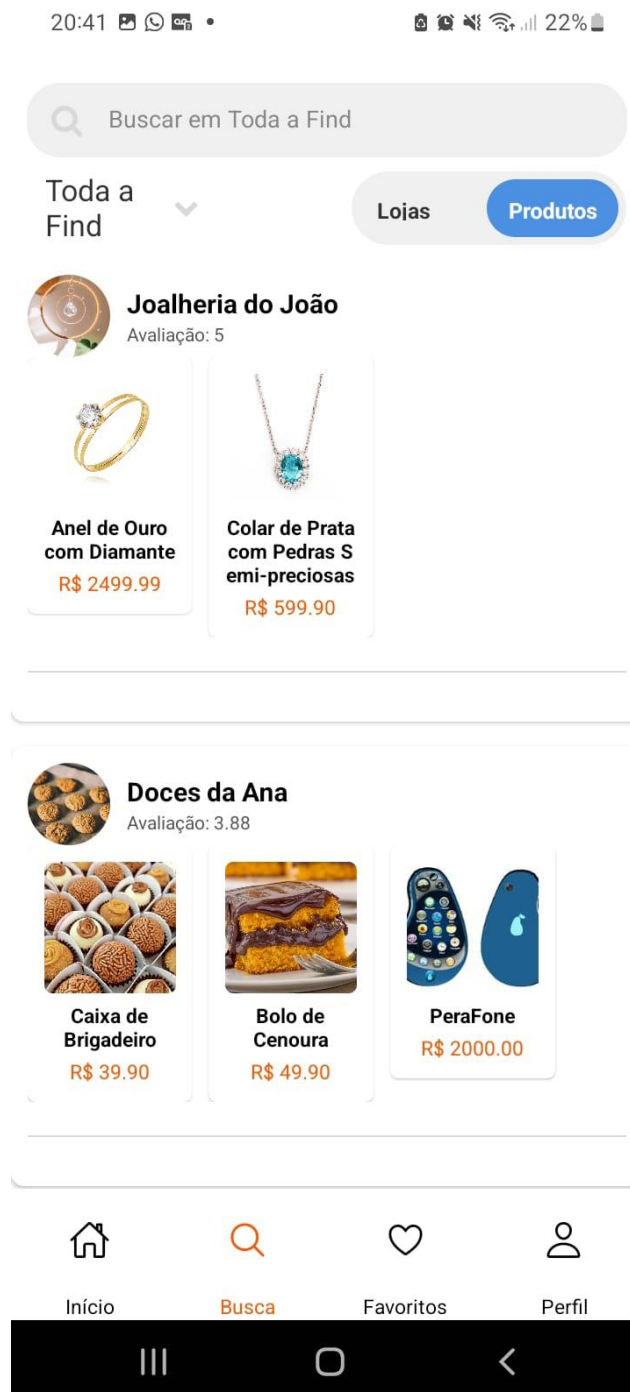 20:41
22%
Buscar em Toda a Find
Toda a
Find
Lojas
Produtos
Joalheria do João
Avaliação: 5
Anel de Ouro
com Diamante
R$ 2499.99
Colar de Prata
com Pedras S
emi-preciosas
R$ 599.90
Doces da Ana
Avaliação: 3.88
Caixa de
Brigadeiro
R$ 39.90
Bolo de
Cenoura
R$ 49.90
PeraFone
R$ 2000.00
Início
Busca
Favoritos
Perfil